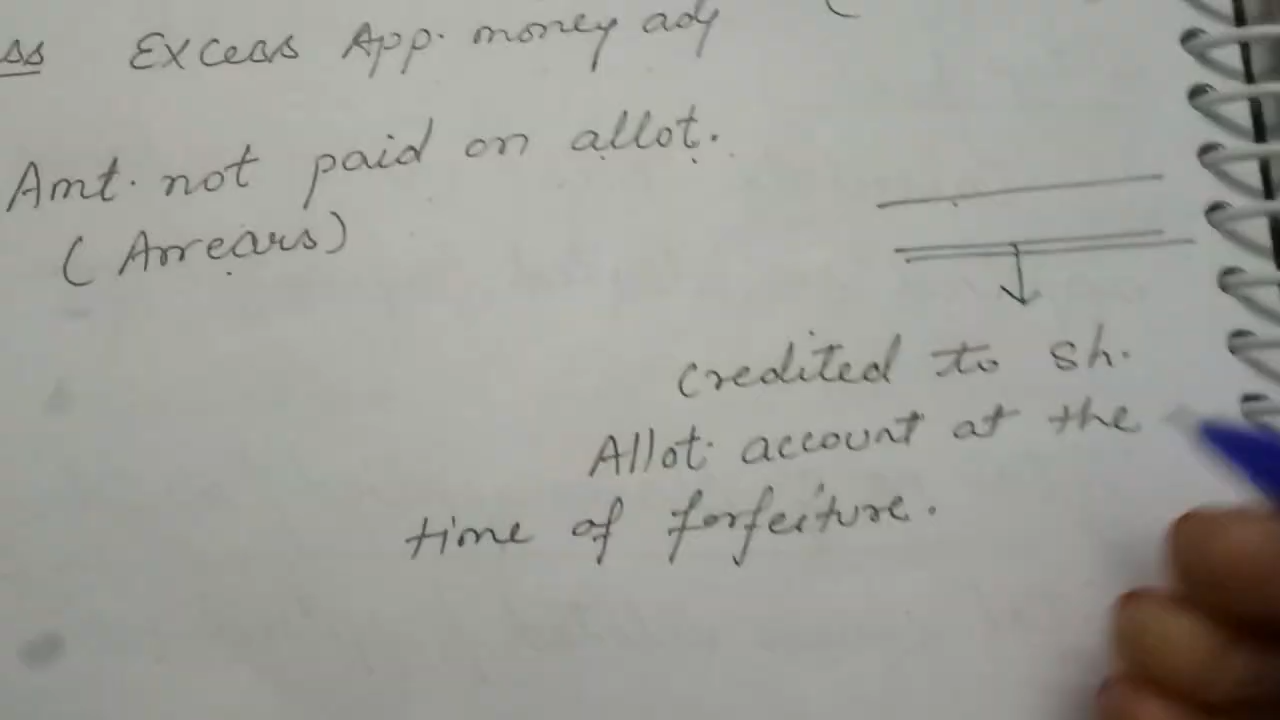 ss Excess App. money adj
Amt. not paid on allot.
(Arrears)
credited to sh.
Allot. account at the
time of forfeiture.